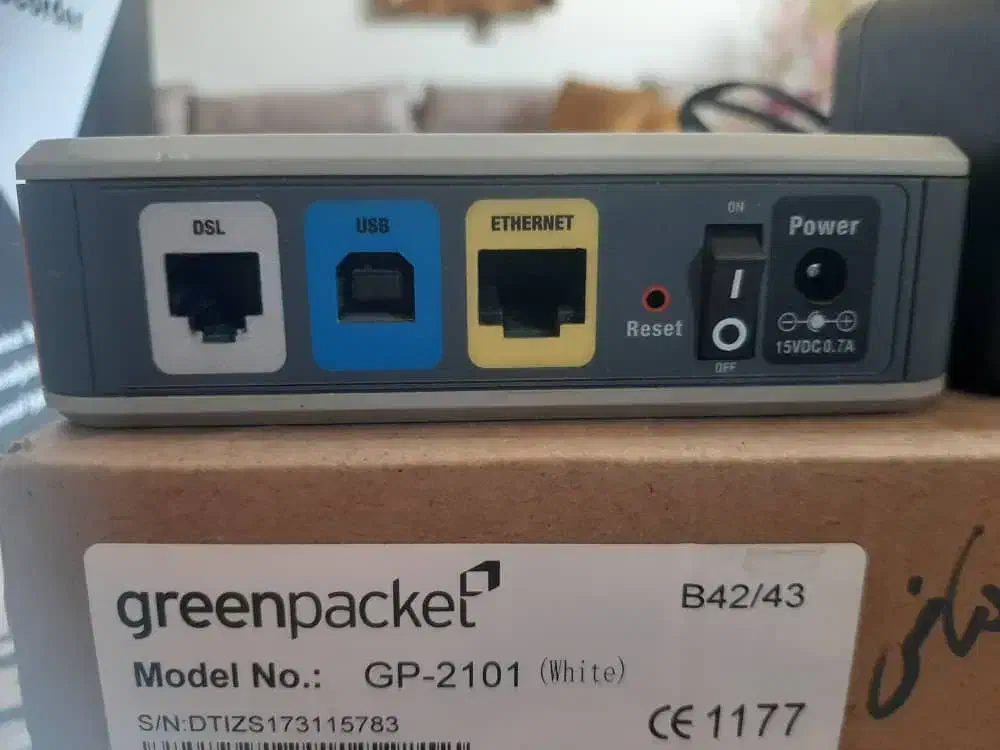 DSL
USB
ETHERNET
ON
Power
Reset
15VDC 0.7A
OFF
greenpacket
B42/43
Model No.: GP-2101 (White)
S/N:DTIZS173115783
CE 1177